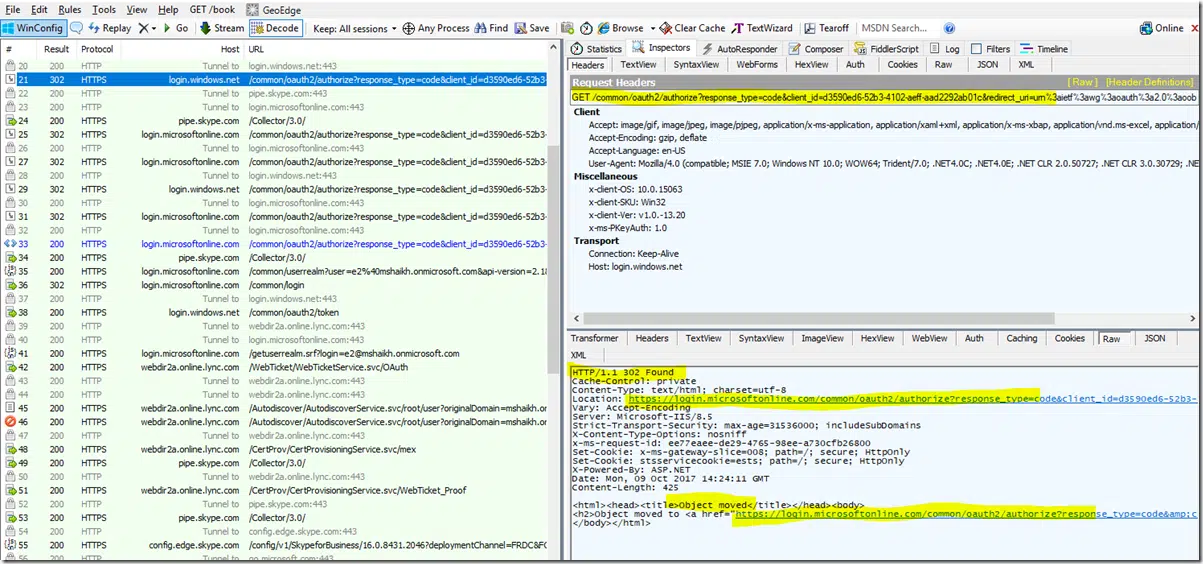 File Edit Rules Tools View Help GET /book GeoEdge
WinConfig Replay Go Stream Decode Keep: All sessions Any Process Find Save Browse Clear Cache TextWizard Tearoff MSDN Search... Online
# Result Protocol Host URL
20 200 HTTP Tunnel to login.windows.net:443
21 302 HTTPS login.windows.net /common/oauth2/authorize?response_type=code&client_id=d3590ed6-52b3-
22 200 HTTP Tunnel to pipe.skype.com:443
24 200 HTTPS pipe.skype.com /Collector/3.0/
25 302 HTTPS login.microsoftonline.com /common/oauth2/authorize?response_type=code&client_id=d3590ed6-52b3-
26 200 HTTP Tunnel to login.microsoftonline.com:443
27 302 HTTPS login.microsoftonline.com /common/oauth2/authorize?response_type=code&client_id=d3590ed6-52b3-
28 200 HTTP Tunnel to login.microsoftonline.com:443
29 302 HTTPS login.windows.net /common/oauth2/authorize?response_type=code&client_id=d3590ed6-52b3-
30 200 HTTP Tunnel to login.microsoftonline.com:443
31 302 HTTPS login.microsoftonline.com /common/oauth2/authorize?response_type=code&client_id=d3590ed6-52b3-
32 200 HTTP Tunnel to login.microsoftonline.com:443
33 200 HTTPS login.microsoftonline.com /common/oauth2/authorize?response_type=code&client_id=d3590ed6-52b3-
34 200 HTTPS pipe.skype.com /Collector/3.0/
35 200 HTTPS login.microsoftonline.com /common/userrealm?user=e2%40mshaikh.onmicrosoft.com&api-version=2.1
36 200 HTTPS login.microsoftonline.com /common/login
37 200 HTTP Tunnel to login.windows.net:443
38 200 HTTPS login.windows.net /common/oauth2/token
39 200 HTTP Tunnel to webdir2a.online.lync.com:443
40 200 HTTP Tunnel to login.microsoftonline.com:443
41 200 HTTPS login.microsoftonline.com /getuserrealm.srf?login=e2@mshaikh.onmicrosoft.com
42 200 HTTPS webdir2a.online.lync.com /WebTicket/WebTicketService.svc/OAuth
43 200 HTTP Tunnel to webdir2a.online.lync.com:443
44 200 HTTP Tunnel to webdir2a.online.lync.com:443
45 200 HTTPS webdir2a.online.lync.com /Autodiscover/AutodiscoverService.svc/root/user?originalDomain=mshaikh.
46 200 HTTPS webdir2a.online.lync.com /Autodiscover/AutodiscoverService.svc/root/user?originalDomain=mshaikh.
47 200 HTTP Tunnel to webdir2a.online.lync.com:443
48 200 HTTPS webdir2a.online.lync.com /CertProv/CertProvisioningService.svc/mex
49 200 HTTPS pipe.skype.com /Collector/3.0/
50 200 HTTP Tunnel to webdir2a.online.lync.com:443
51 200 HTTPS webdir2a.online.lync.com /CertProv/CertProvisioningService.svc/WebTicket_Proof
52 200 HTTP Tunnel to pipe.skype.com:443
53 200 HTTPS pipe.skype.com /Collector/3.0/
54 200 HTTP Tunnel to config.edge.skype.com:443
55 200 HTTPS config.edge.skype.com /config/v1/SkypeforBusiness/16.0.8431.2046?deploymentChannel=FRDC&FC
Statistics Inspectors AutoResponder Composer FiddlerScript Log Filters Timeline
Headers TextView SyntaxView WebForms HexView Auth Cookies Raw JSON XML
Request Headers [ Raw ] [Header Definitions]
GET /common/oauth2/authorize?response_type=code&client_id=d3590ed6-52b3-4102-aeff-aad2292ab01c&redirect_uri=urn%3aietf%3awg%3aoauth%3a2.0%3aoob
Client
Accept: image/gif, image/jpeg, image/pjpeg, application/x-ms-application, application/xaml+xml, application/x-ms-xbap, application/vnd.ms-excel, application/
Accept-Encoding: gzip, deflate
Accept-Language: en-US
User-Agent: Mozilla/4.0 (compatible; MSIE 7.0; Windows NT 10.0; WOW64; Trident/7.0; .NET4.0C; .NET4.0E; .NET CLR 2.0.50727; .NET CLR 3.0.30729; .NE
Miscellaneous
x-client-OS: 10.0.15063
x-client-SKU: Win32
x-client-Ver: v1.0.-13.20
x-ms-PKeyAuth: 1.0
Transport
Connection: Keep-Alive
Host: login.windows.net
Transformer Headers TextView SyntaxView ImageView HexView WebView Auth Caching Cookies Raw JSON
XML
HTTP/1.1 302 Found
Cache-Control: private
Content-Type: text/html; charset=utf-8
Location: https://login.microsoftonline.com/common/oauth2/authorize?response_type=code&client_id=d3590ed6-52b3-
Vary: Accept-Encoding
Server: Microsoft-IIS/8.5
Strict-Transport-Security: max-age=31536000; includeSubDomains
X-Content-Type-Options: nosniff
x-ms-request-id: ee77eaee-de29-4765-98ee-a730cfb26800
Set-Cookie: x-ms-gateway-slice=008; path=/; secure; HttpOnly
Set-Cookie: stsservicecookie=ests; path=/; secure; HttpOnly
X-Powered-By: ASP.NET
Date: Mon, 09 Oct 2017 14:24:11 GMT
Content-Length: 425
<html><head><title>Object moved</title></head><body>
<h2>Object moved to <a href="https://login.microsoftonline.com/common/oauth2/authorize?response_type=code&amp;c
</body></html>